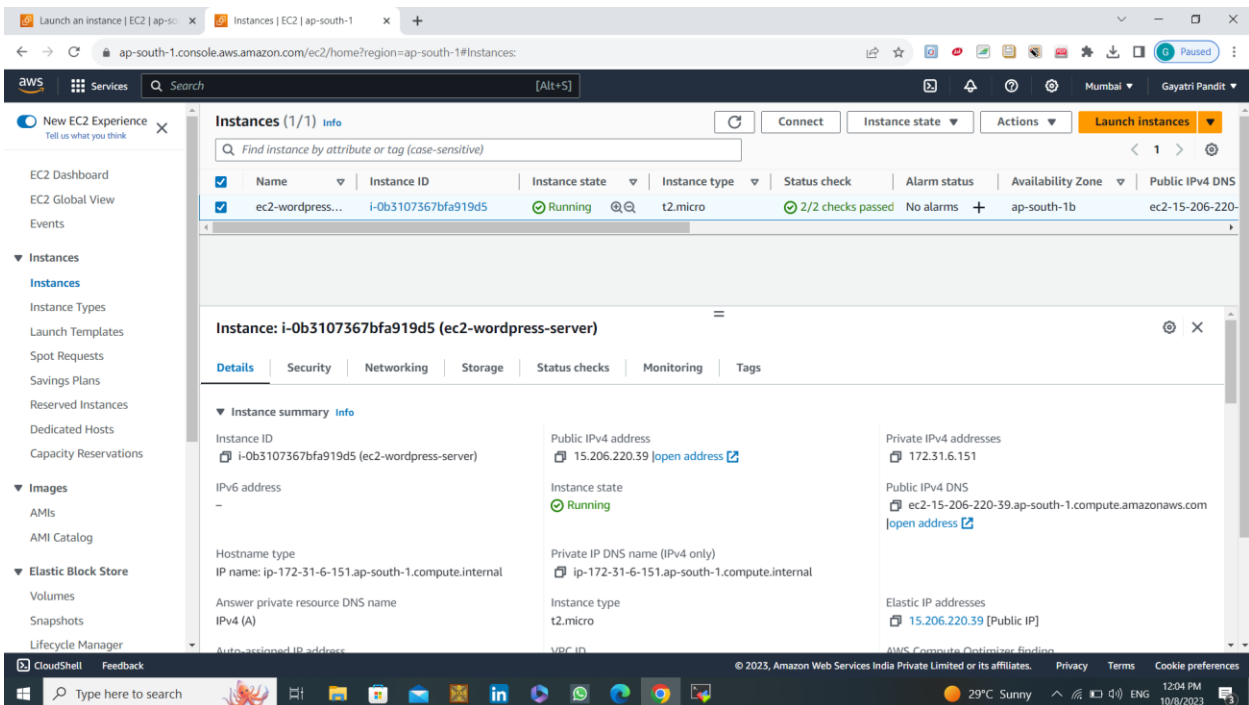 Launch an instance | EC2 | ap-so
Instances | EC2 | ap-south-1
ap-south-1.console.aws.amazon.com/ec2/home?region=ap-south-1#Instances:
G Paused
aws Services Search [Alt+S] Mumbai Gayatri Pandit
New EC2 Experience
Tell us what you think
EC2 Dashboard
EC2 Global View
Events
Instances
Instances
Instance Types
Launch Templates
Spot Requests
Savings Plans
Reserved Instances
Dedicated Hosts
Capacity Reservations
Images
AMIs
AMI Catalog
Elastic Block Store
Volumes
Snapshots
Lifecycle Manager
Instances (1/1) Info
Connect Instance state Actions Launch instances
Find instance by attribute or tag (case-sensitive)
1
Name Instance ID Instance state Instance type Status check Alarm status Availability Zone Public IPv4 DNS
ec2-wordpress... i-0b3107367bfa919d5 Running t2.micro 2/2 checks passed No alarms + ap-south-1b ec2-15-206-220-
Instance: i-0b3107367bfa919d5 (ec2-wordpress-server)
Details Security Networking Storage Status checks Monitoring Tags
Instance summary Info
Instance ID
i-0b3107367bfa919d5 (ec2-wordpress-server)
Public IPv4 address
15.206.220.39 |open address
Private IPv4 addresses
172.31.6.151
IPv6 address
–
Instance state
Running
Public IPv4 DNS
ec2-15-206-220-39.ap-south-1.compute.amazonaws.com
|open address
Hostname type
IP name: ip-172-31-6-151.ap-south-1.compute.internal
Private IP DNS name (IPv4 only)
ip-172-31-6-151.ap-south-1.compute.internal
Answer private resource DNS name
IPv4 (A)
Instance type
t2.micro
Elastic IP addresses
15.206.220.39 [Public IP]
Auto-assigned IP address
VPC ID
AWS Compute Optimizer finding
CloudShell Feedback
© 2023, Amazon Web Services India Private Limited or its affiliates. Privacy Terms Cookie preferences
Type here to search
29°C Sunny
ENG
12:04 PM
10/8/2023
3